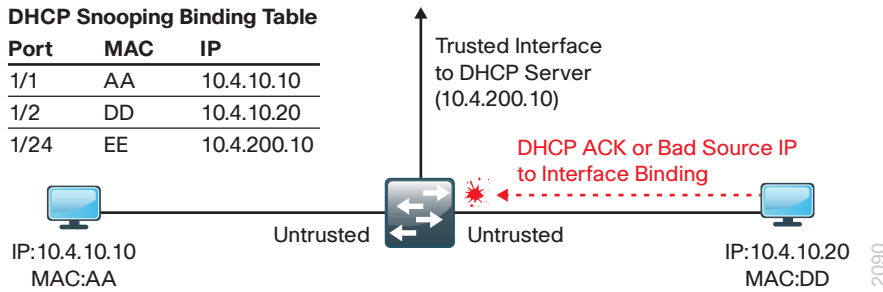 DHCP Snooping Binding Table
Port MAC IP
1/1 AA 10.4.10.10
1/2 DD 10.4.10.20
1/24 EE 10.4.200.10
Trusted Interface
to DHCP Server
(10.4.200.10)
DHCP ACK or Bad Source IP
to Interface Binding
Untrusted
Untrusted
IP:10.4.10.10
MAC:AA
IP:10.4.10.20
MAC:DD
2090